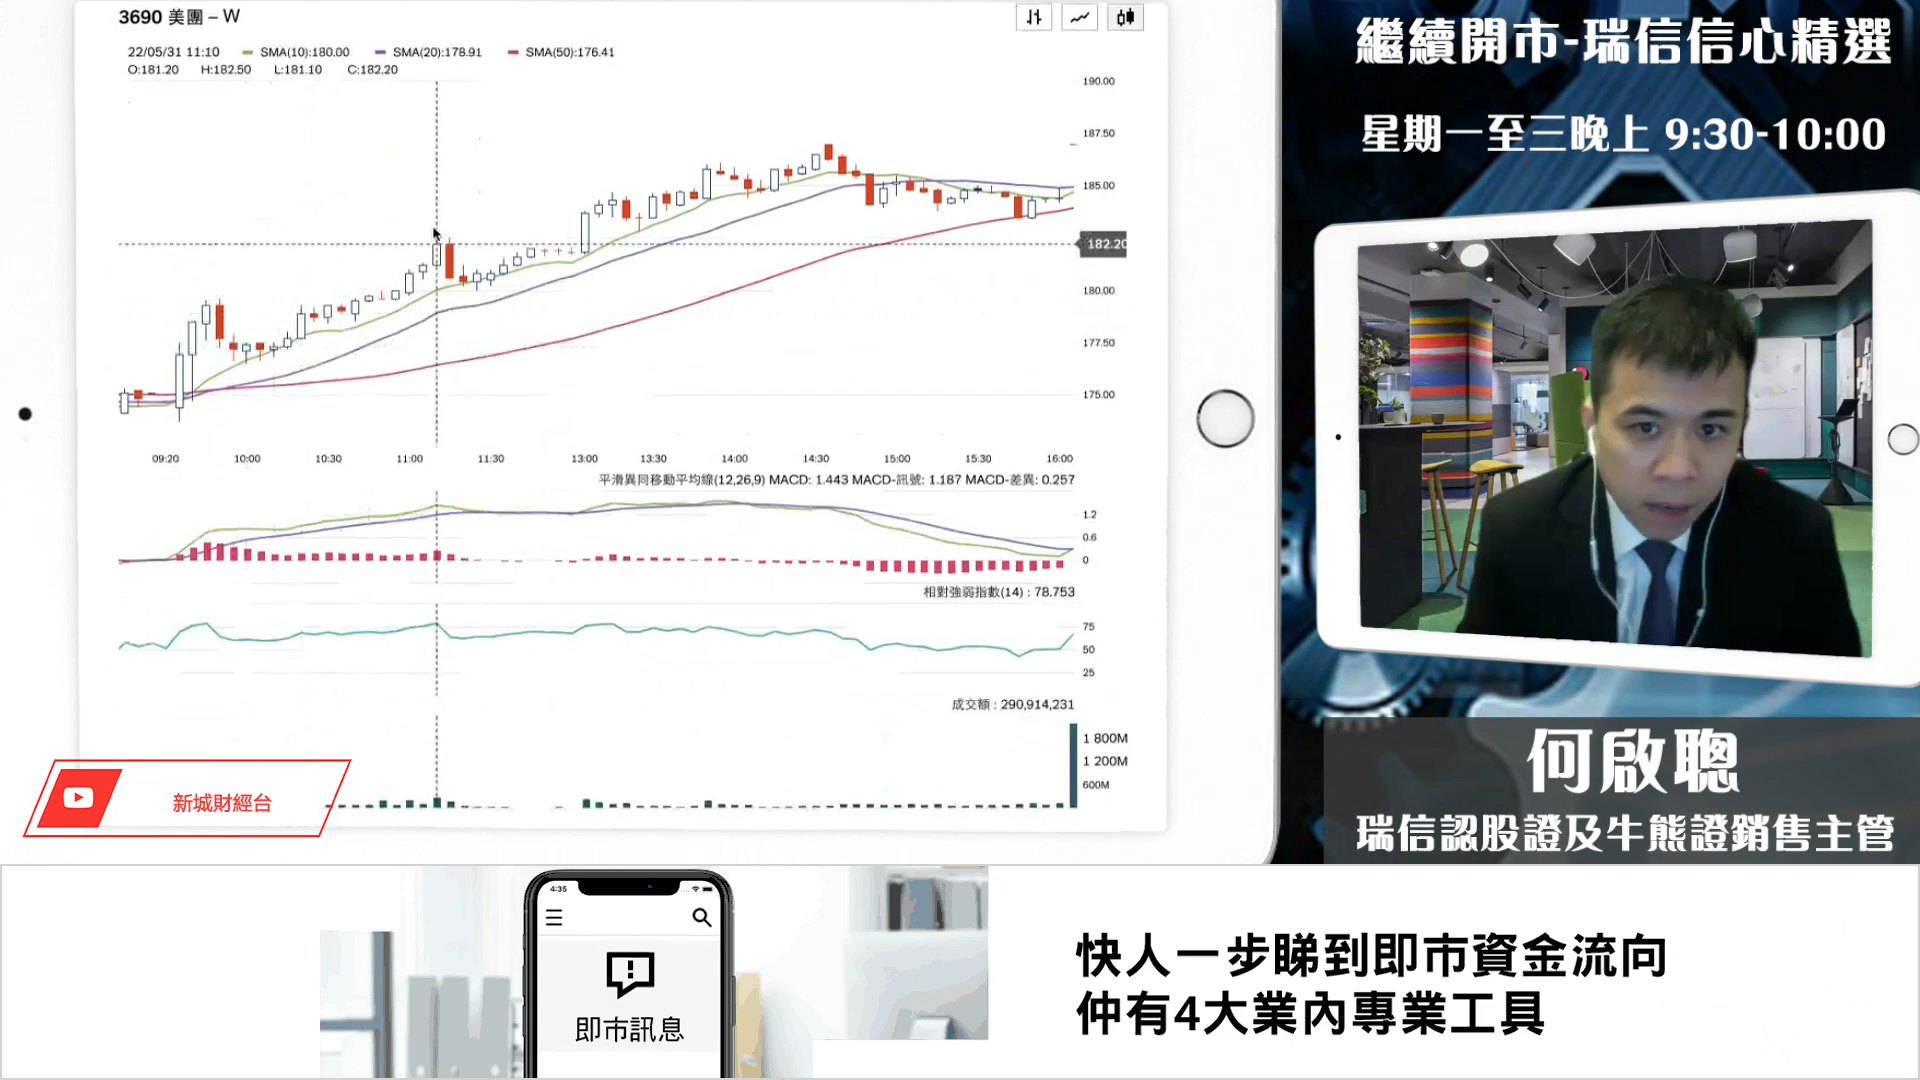 3690 美團 – W
22/05/31 11:10 SMA(10):180.00 SMA(20):178.91 SMA(50):176.41
O:181.20 H:182.50 L:181.10 C:182.20
190.00
187.50
185.00
182.20
180.00
177.50
175.00
09:20 10:00 10:30 11:00 11:30 13:00 13:30 14:00 14:30 15:00 15:30 16:00
平滑異同移動平均線(12,26,9) MACD: 1.443 MACD-訊號: 1.187 MACD-差異: 0.257
1.2
0.6
0
相對強弱指數(14) : 78.753
75
50
25
成交額 : 290,914,231
1 800M
1 200M
600M
新城財經台
繼續開市-瑞信信心精選
星期一至三晚上 9:30-10:00
何啟聰
瑞信認股證及牛熊證銷售主管
4:35
即市訊息
快人一步睇到即市資金流向
仲有4大業內專業工具